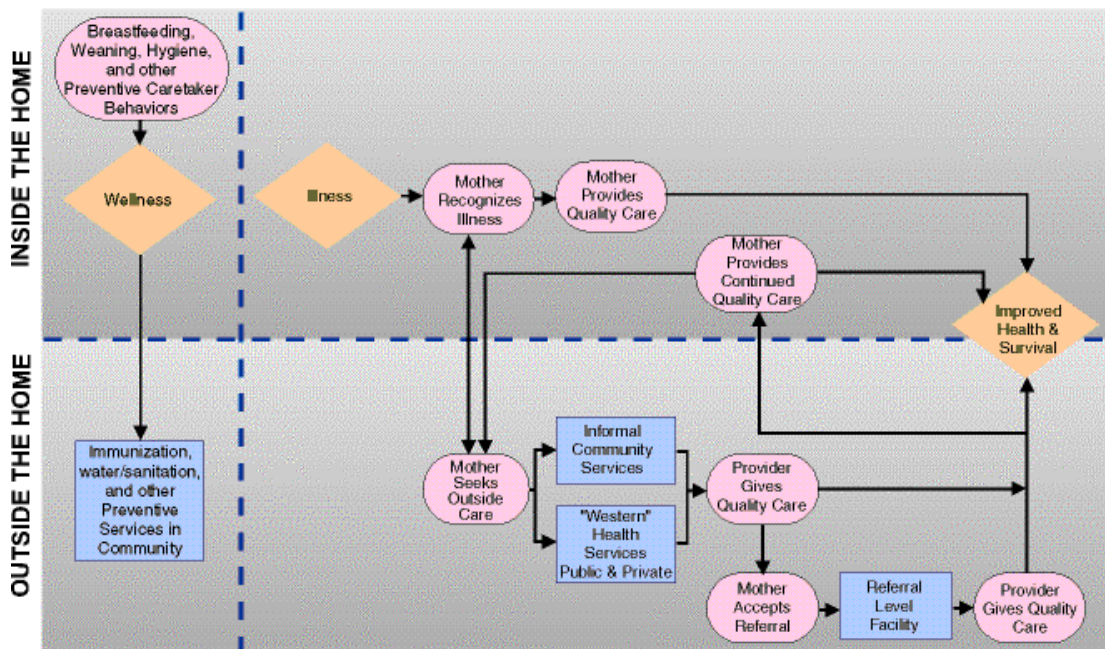 INSIDE THE HOME
Breastfeeding,
Weaning, Hygiene,
and other
Preventive Caretaker
Behaviors
Wellness
Illness
Mother
Recognizes
Illness
Mother
Provides
Quality Care
Mother
Provides
Continued
Quality Care
Improved
Health &
Survival
OUTSIDE THE HOME
Immunization,
water/sanitation,
and other
Preventive
Services in
Community
Mother
Seeks
Outside
Care
Informal
Community
Services
"Western"
Health
Services
Public & Private
Provider
Gives
Quality Care
Mother
Accepts
Referral
Referral
Level
Facility
Provider
Gives Quality
Care